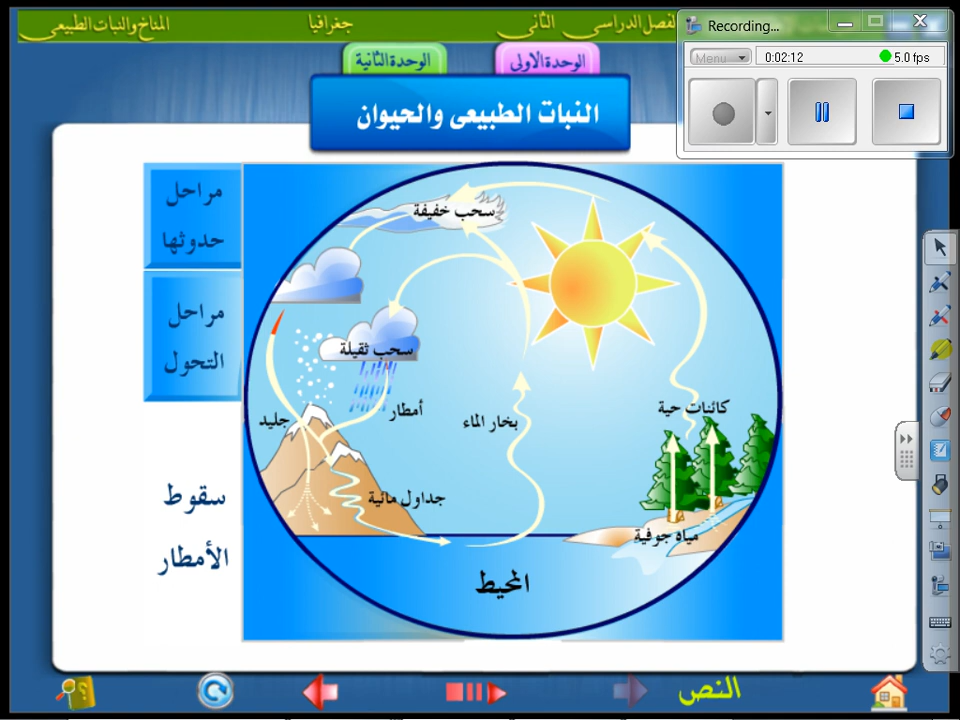 المناخ والنبات الطبيعى
جغرافيا
الفصل الدراسى الثانى
Recording...
Menu
0:02:12
5.0 fps
الوحدة الاولى
الوحدة الثانية
النبات الطبيعى والحيوان
مراحل
حدوثها
مراحل
التحول
سقوط
الأمطار
سحب خفيفة
سحب ثقيلة
أمطار
جليد
بخار الماء
كائنات حية
جداول مائية
مياه جوفية
المحيط
النص